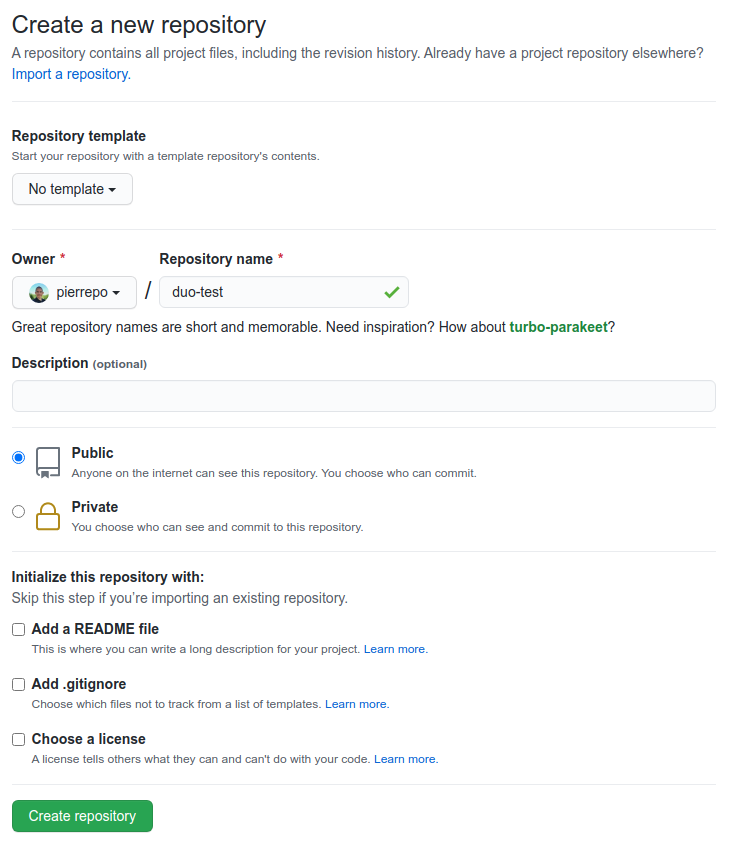 Create a new repository
A repository contains all project files, including the revision history. Already have a project repository elsewhere?
Import a repository.
Repository template
Start your repository with a template repository's contents.
No template
Owner * Repository name *
pierrepo / duo-test
Great repository names are short and memorable. Need inspiration? How about turbo-parakeet?
Description (optional)
Public
Anyone on the internet can see this repository. You choose who can commit.
Private
You choose who can see and commit to this repository.
Initialize this repository with:
Skip this step if you’re importing an existing repository.
Add a README file
This is where you can write a long description for your project. Learn more.
Add .gitignore
Choose which files not to track from a list of templates. Learn more.
Choose a license
A license tells others what they can and can't do with your code. Learn more.
Create repository